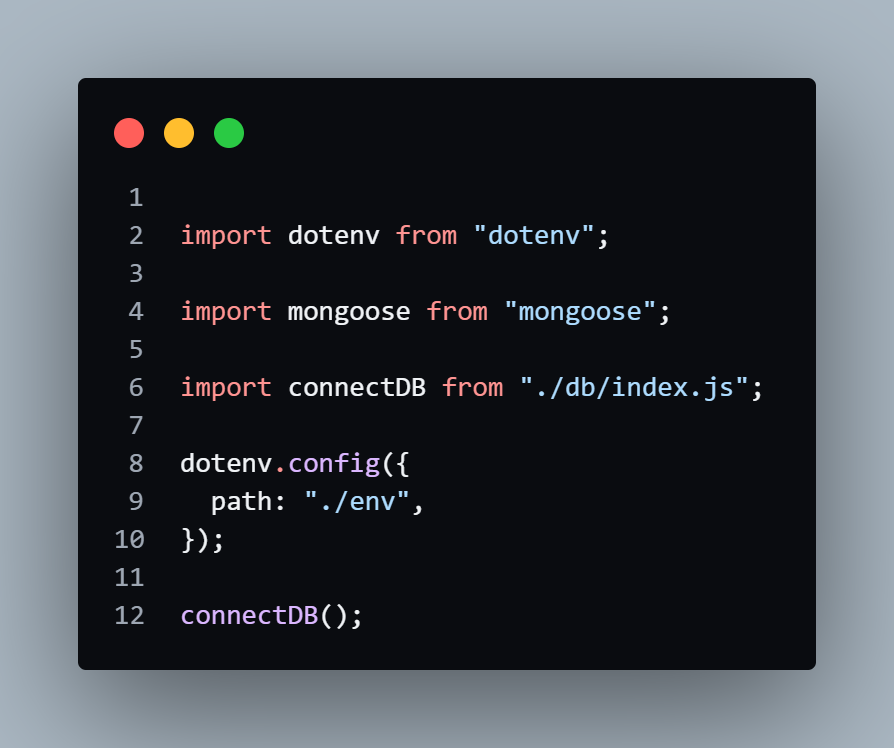 1
2 import dotenv from "dotenv";
3
4 import mongoose from "mongoose";
5
6 import connectDB from "./db/index.js";
7
8 dotenv.config({
9   path: "./env",
10 });
11
12 connectDB();